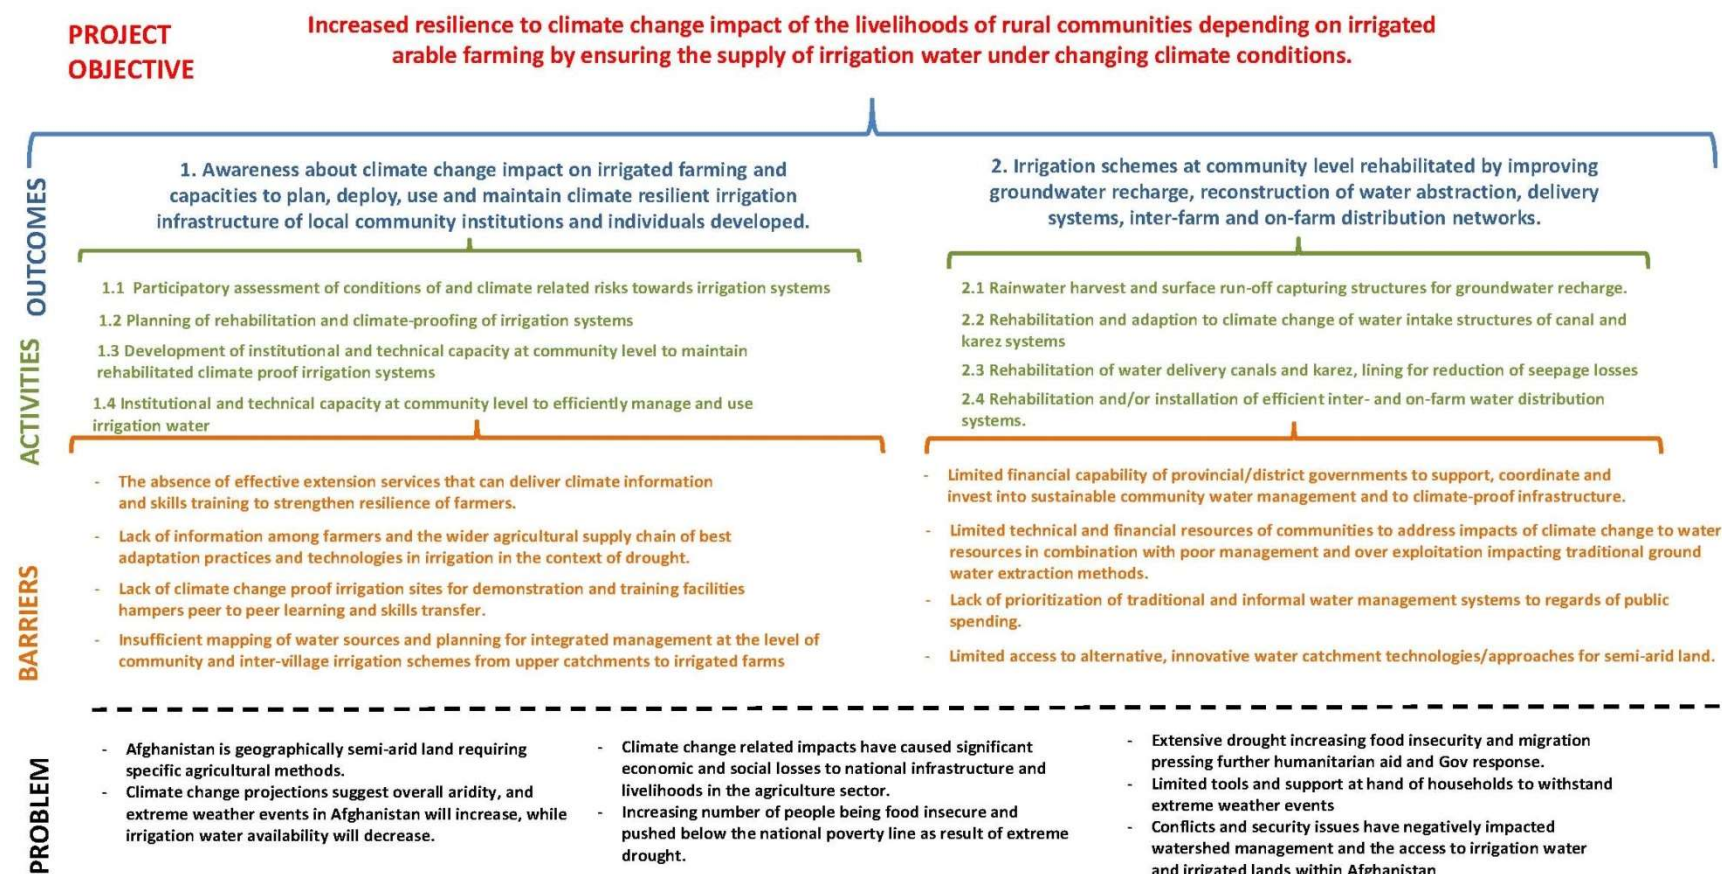 PROJECT
OBJECTIVE
Increased resilience to climate change impact of the livelihoods of rural communities depending on irrigated
arable farming by ensuring the supply of irrigation water under changing climate conditions.
OUTCOMES
1. Awareness about climate change impact on irrigated farming and
capacities to plan, deploy, use and maintain climate resilient irrigation
infrastructure of local community institutions and individuals developed.
2. Irrigation schemes at community level rehabilitated by improving
groundwater recharge, reconstruction of water abstraction, delivery
systems, inter-farm and on-farm distribution networks.
ACTIVITIES
1.1 Participatory assessment of conditions of and climate related risks towards irrigation systems
1.2 Planning of rehabilitation and climate-proofing of irrigation systems
1.3 Development of institutional and technical capacity at community level to maintain
rehabilitated climate proof irrigation systems
1.4 Institutional and technical capacity at community level to efficiently manage and use
irrigation water
2.1 Rainwater harvest and surface run-off capturing structures for groundwater recharge.
2.2 Rehabilitation and adaption to climate change of water intake structures of canal and
karez systems
2.3 Rehabilitation of water delivery canals and karez, lining for reduction of seepage losses
2.4 Rehabilitation and/or installation of efficient inter- and on-farm water distribution
systems.
BARRIERS
- The absence of effective extension services that can deliver climate information
and skills training to strengthen resilience of farmers.
- Lack of information among farmers and the wider agricultural supply chain of best
adaptation practices and technologies in irrigation in the context of drought.
- Lack of climate change proof irrigation sites for demonstration and training facilities
hampers peer to peer learning and skills transfer.
- Insufficient mapping of water sources and planning for integrated management at the level of
community and inter-village irrigation schemes from upper catchments to irrigated farms
- Limited financial capability of provincial/district governments to support, coordinate and
invest into sustainable community water management and to climate-proof infrastructure.
- Limited technical and financial resources of communities to address impacts of climate change to water
resources in combination with poor management and over exploitation impacting traditional ground
water extraction methods.
- Lack of prioritization of traditional and informal water management systems to regards of public
spending.
- Limited access to alternative, innovative water catchment technologies/approaches for semi-arid land.
PROBLEM
- Afghanistan is geographically semi-arid land requiring
specific agricultural methods.
- Climate change projections suggest overall aridity, and
extreme weather events in Afghanistan will increase, while
irrigation water availability will decrease.
- Climate change related impacts have caused significant
economic and social losses to national infrastructure and
livelihoods in the agriculture sector.
- Increasing number of people being food insecure and
pushed below the national poverty line as result of extreme
drought.
- Extensive drought increasing food insecurity and migration
pressing further humanitarian aid and Gov response.
- Limited tools and support at hand of households to withstand
extreme weather events
- Conflicts and security issues have negatively impacted
watershed management and the access to irrigation water
and irrigated lands within Afghanistan